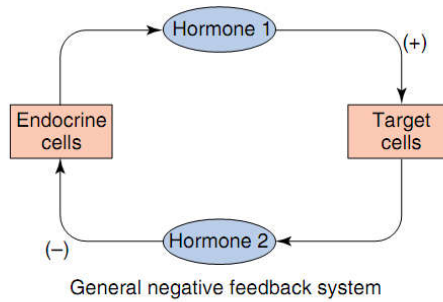 Hormone 1
(+)
Endocrine
cells
Target
cells
(–)
Hormone 2
General negative feedback system